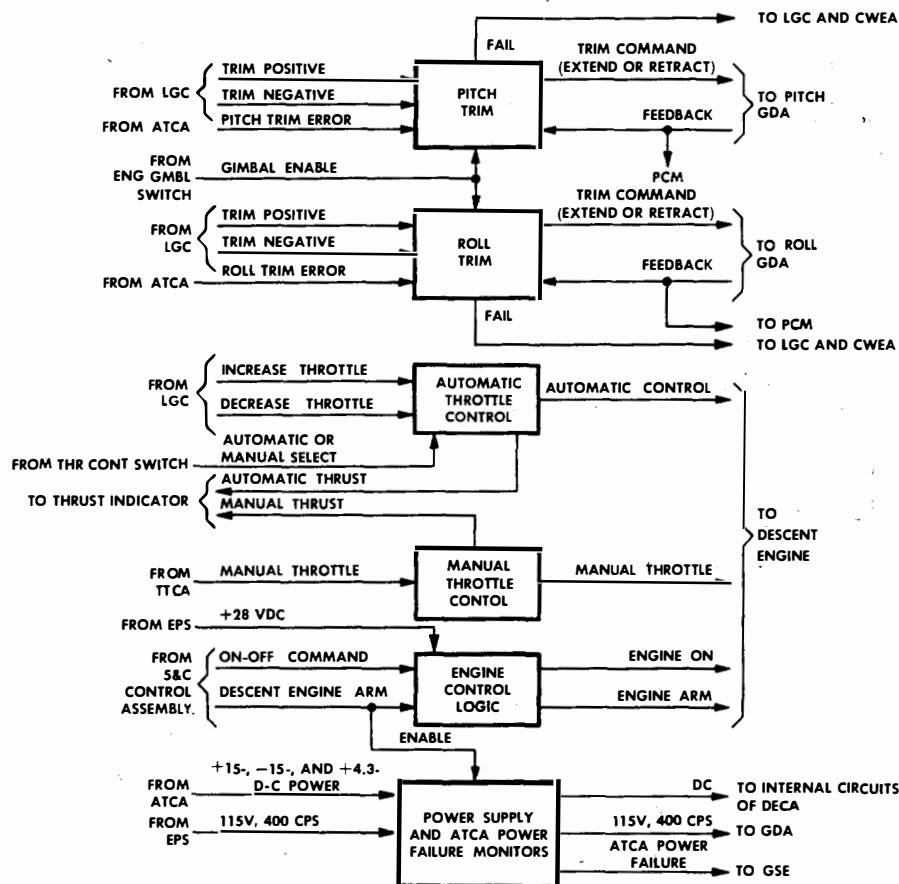 TO LGC AND CWEA
FAIL
TRIM COMMAND
(EXTEND OR RETRACT)
FROM LGC
TRIM POSITIVE
TRIM NEGATIVE
FROM ATCA
PITCH TRIM ERROR
PITCH
TRIM
FEEDBACK
TO PITCH
GDA
PCM
FROM
ENG GMBL
SWITCH
GIMBAL ENABLE
TRIM COMMAND
(EXTEND OR RETRACT)
FROM
LGC
TRIM POSITIVE
TRIM NEGATIVE
FROM ATCA
ROLL TRIM ERROR
ROLL
TRIM
FEEDBACK
TO ROLL
GDA
FAIL
TO PCM
TO LGC AND CWEA
FROM
LGC
INCREASE THROTTLE
DECREASE THROTTLE
AUTOMATIC
THROTTLE
CONTROL
AUTOMATIC CONTROL
FROM THR CONT SWITCH
AUTOMATIC OR
MANUAL SELECT
TO THRUST INDICATOR
AUTOMATIC THRUST
MANUAL THRUST
TO
DESCENT
ENGINE
FROM
TTCA
MANUAL THROTTLE
MANUAL
THROTTLE
CONTOL
MANUAL THROTTLE
FROM EPS
+28 VDC
FROM
S&C
CONTROL
ASSEMBLY.
ON-OFF COMMAND
DESCENT ENGINE ARM
ENGINE
CONTROL
LOGIC
ENGINE ON
ENGINE ARM
ENABLE
FROM
ATCA
+15-, -15-, AND +4.3-
D-C POWER
FROM
EPS
115V, 400 CPS
POWER SUPPLY
AND ATCA POWER
FAILURE MONITORS
DC
TO INTERNAL CIRCUITS
OF DECA
115V, 400 CPS
TO GDA
ATCA POWER
FAILURE
TO GSE